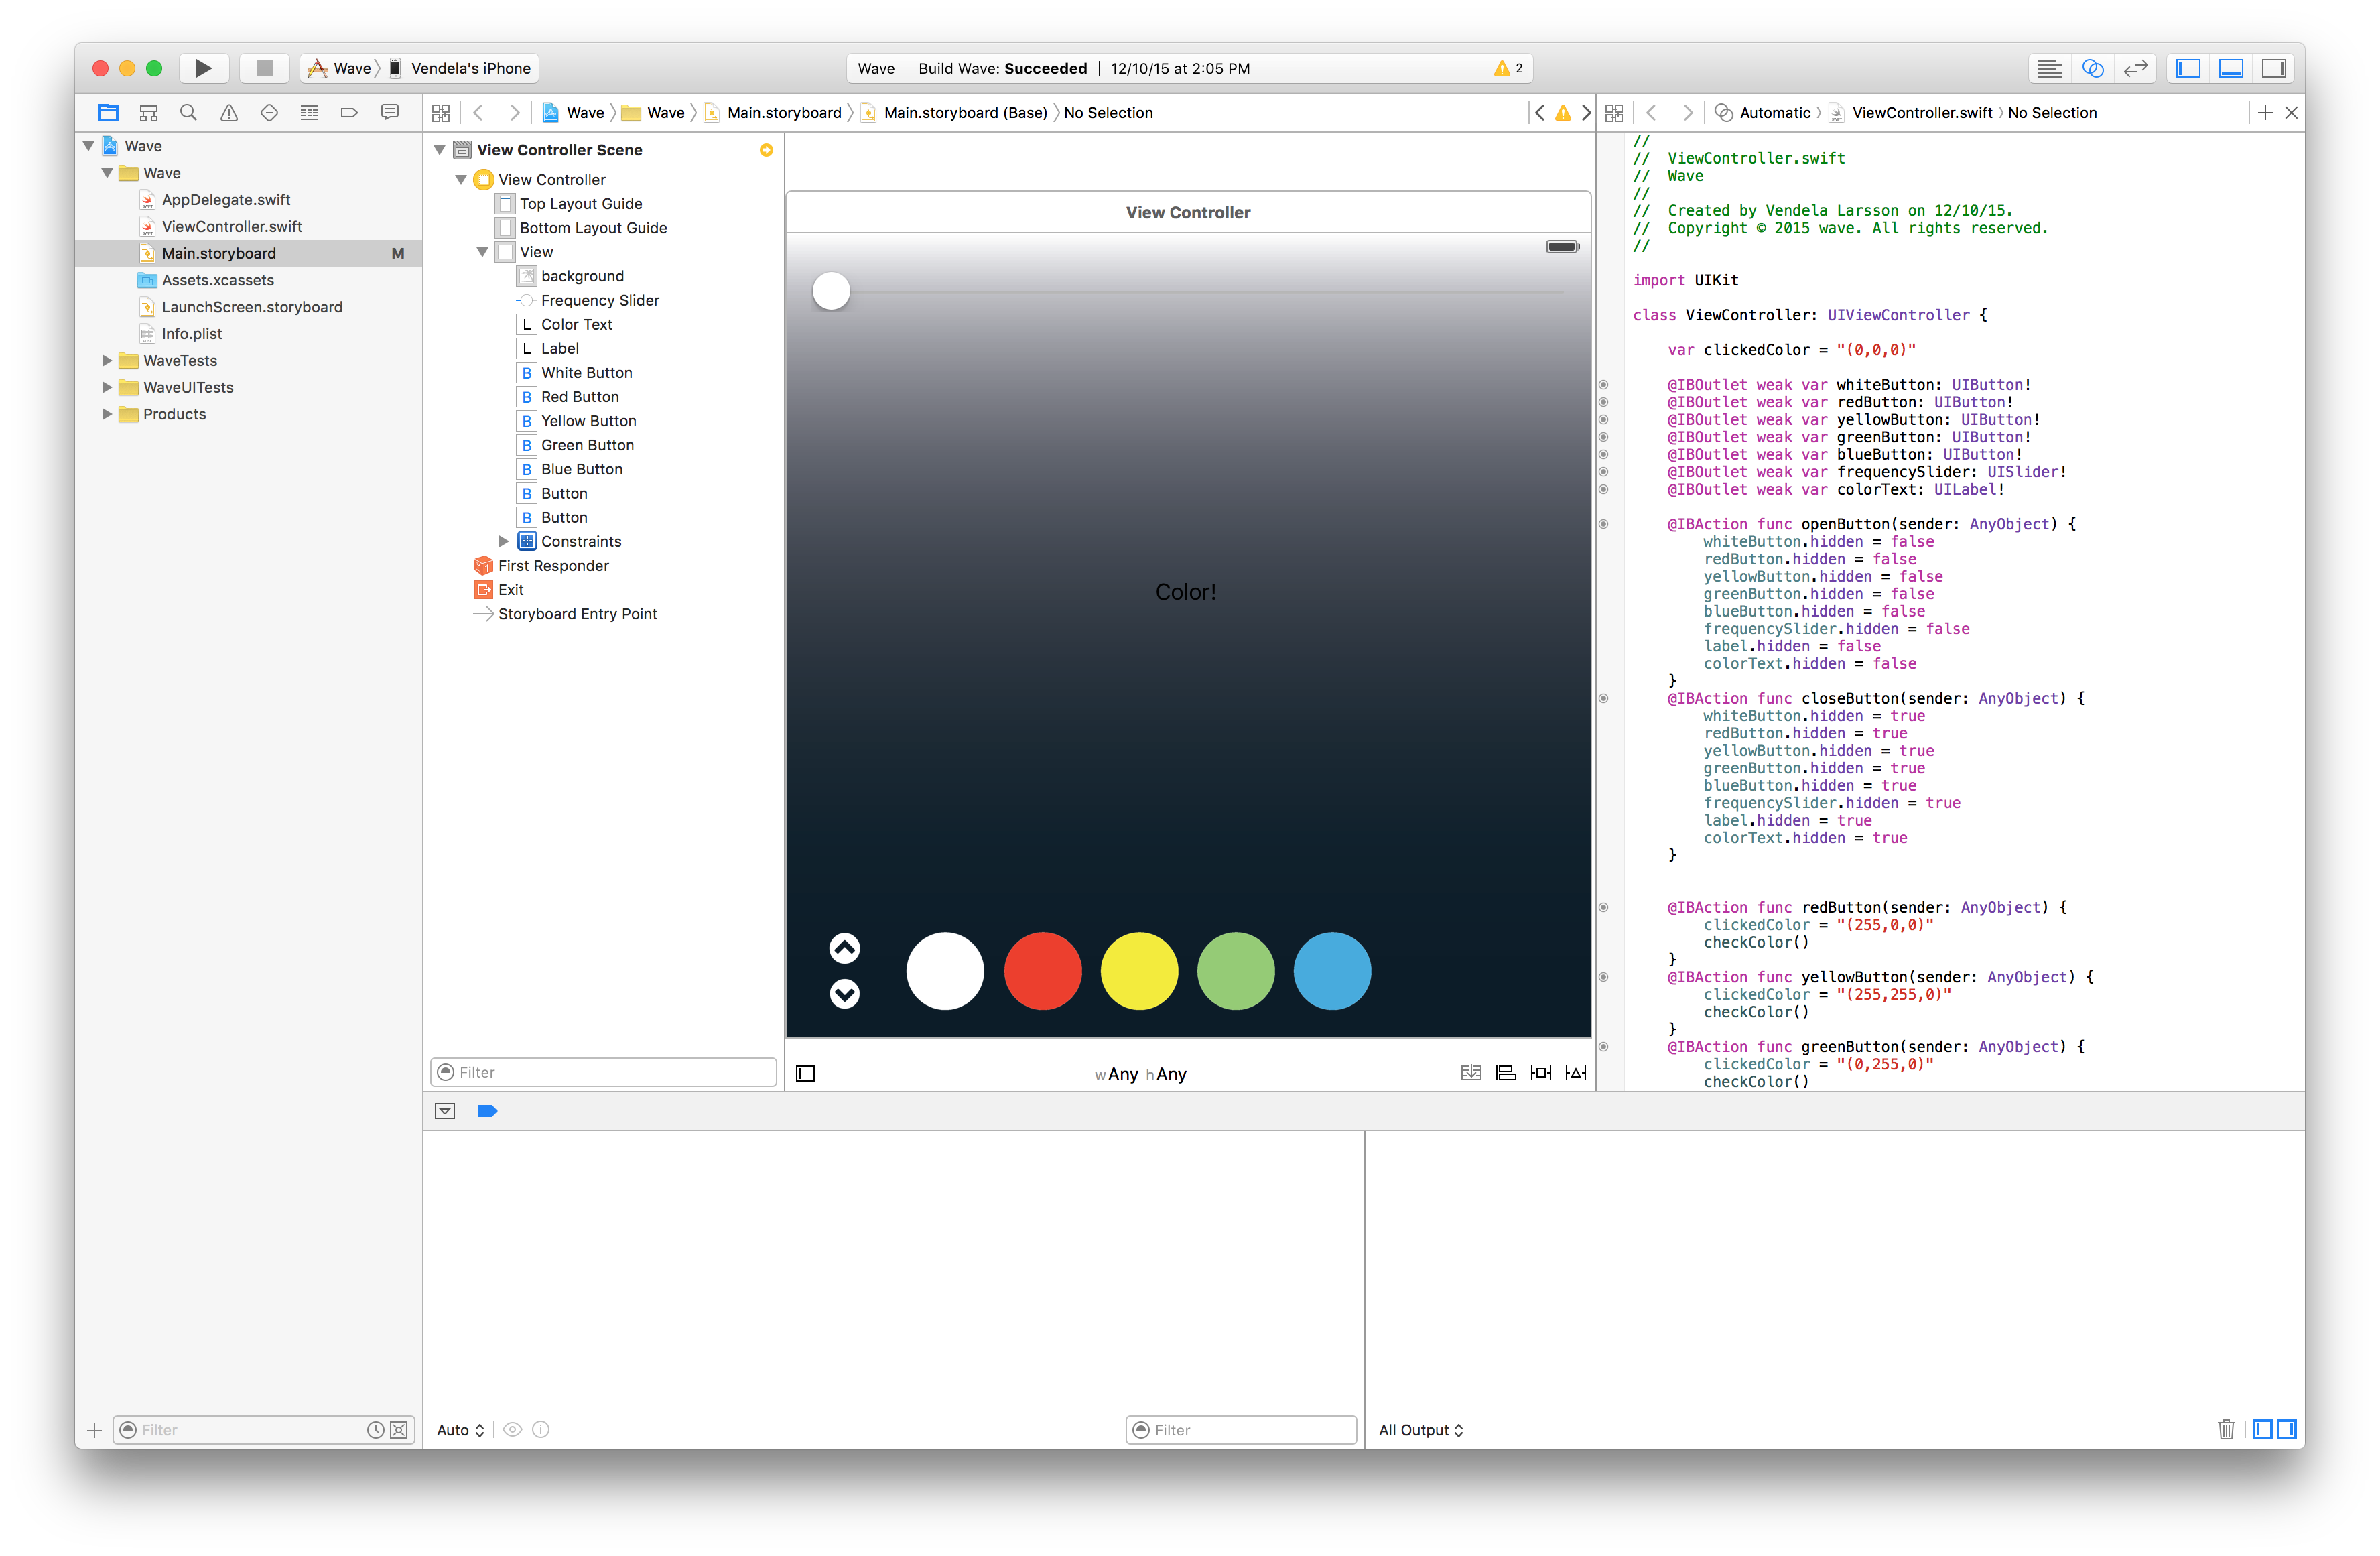 Wave
Vendela's iPhone
Wave | Build Wave: Succeeded | 12/10/15 at 2:05 PM
2
Wave
Wave
Main.storyboard
Main.storyboard (Base)
No Selection
Automatic
ViewController.swift
No Selection
Wave
Wave
AppDelegate.swift
ViewController.swift
Main.storyboard
M
Assets.xcassets
LaunchScreen.storyboard
Info.plist
WaveTests
WaveUITests
Products
Filter
View Controller Scene
View Controller
Top Layout Guide
Bottom Layout Guide
View
background
Frequency Slider
L Color Text
L Label
B White Button
B Red Button
B Yellow Button
B Green Button
B Blue Button
B Button
B Button
Constraints
First Responder
Exit
Storyboard Entry Point
Filter
View Controller
Color!
wAny hAny
//
//  ViewController.swift
//  Wave
//
//  Created by Vendela Larsson on 12/10/15.
//  Copyright © 2015 wave. All rights reserved.
//
import UIKit
class ViewController: UIViewController {
var clickedColor = "(0,0,0)"
@IBOutlet weak var whiteButton: UIButton!
@IBOutlet weak var redButton: UIButton!
@IBOutlet weak var yellowButton: UIButton!
@IBOutlet weak var greenButton: UIButton!
@IBOutlet weak var blueButton: UIButton!
@IBOutlet weak var frequencySlider: UISlider!
@IBOutlet weak var colorText: UILabel!
@IBAction func openButton(sender: AnyObject) {
whiteButton.hidden = false
redButton.hidden = false
yellowButton.hidden = false
greenButton.hidden = false
blueButton.hidden = false
frequencySlider.hidden = false
label.hidden = false
colorText.hidden = false
}
@IBAction func closeButton(sender: AnyObject) {
whiteButton.hidden = true
redButton.hidden = true
yellowButton.hidden = true
greenButton.hidden = true
blueButton.hidden = true
frequencySlider.hidden = true
label.hidden = true
colorText.hidden = true
}
@IBAction func redButton(sender: AnyObject) {
clickedColor = "(255,0,0)"
checkColor()
}
@IBAction func yellowButton(sender: AnyObject) {
clickedColor = "(255,255,0)"
checkColor()
}
@IBAction func greenButton(sender: AnyObject) {
clickedColor = "(0,255,0)"
checkColor()
Auto
Filter
All Output